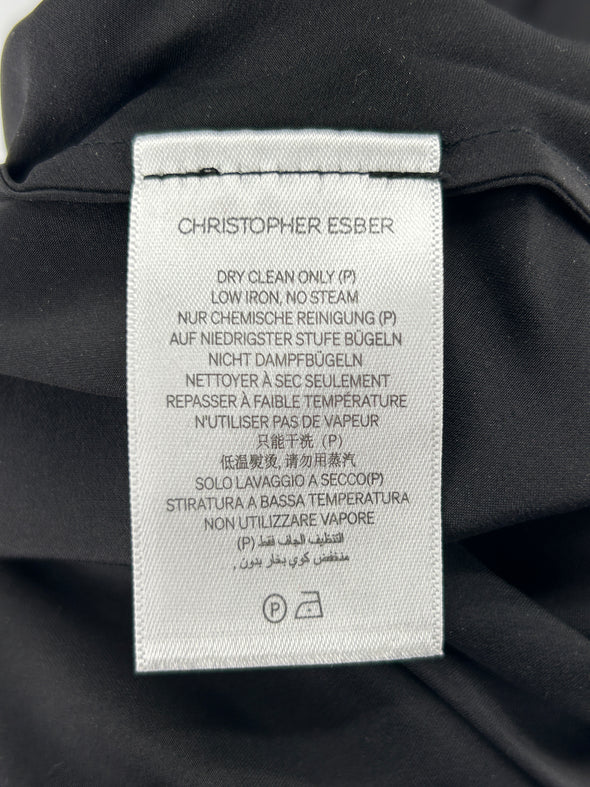 CHRISTOPHER ESBER
DRY CLEAN ONLY (P)
LOW IRON, NO STEAM
NUR CHEMISCHE REINIGUNG (P)
AUF NIEDRIGSTER STUFE BÜGELN
NICHT DAMPFBÜGELN
NETTOYER À SEC SEULEMENT
REPASSER À FAIBLE TEMPÉRATURE
N'UTILISER PAS DE VAPEUR
只能干洗 (P)
低温熨烫, 请勿用蒸汽
SOLO LAVAGGIO A SECCO(P)
STIRATURA A BASSA TEMPERATURA
NON UTILIZZARE VAPORE
التنظيف الجاف فقط (P)
منخفض كوي بخار بدون ,
P